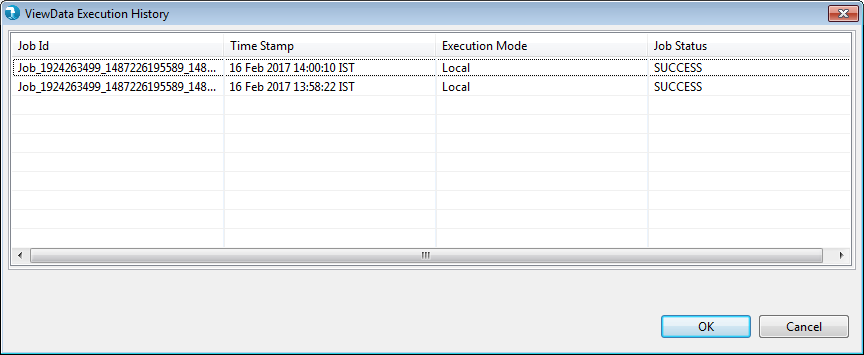 ViewData Execution History
Job Id Time Stamp Execution Mode Job Status
Job_1924263499_1487226195589_148... 16 Feb 2017 14:00:10 IST Local SUCCESS
Job_1924263499_1487226195589_148... 16 Feb 2017 13:58:22 IST Local SUCCESS
OK Cancel